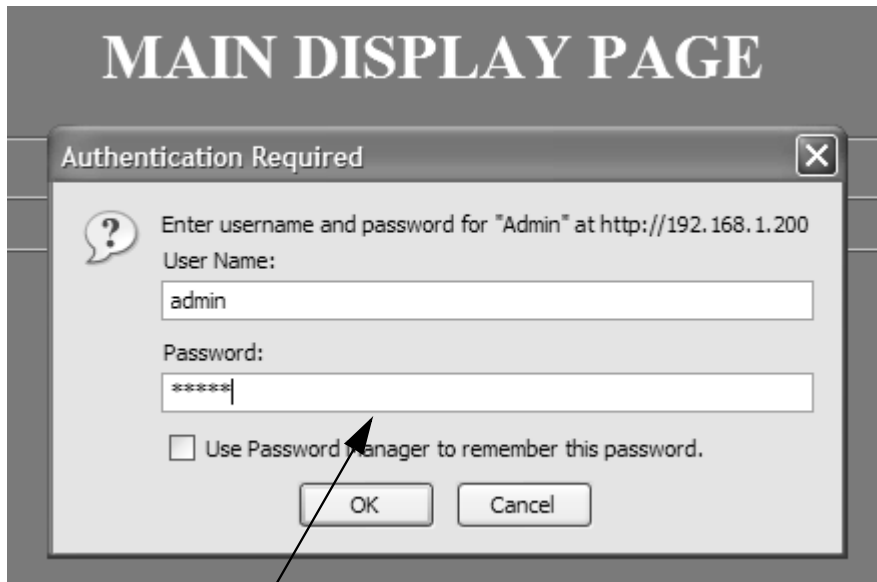 MAIN DISPLAY PAGE
Authentication Required
Enter username and password for "Admin" at http://192.168.1.200
User Name:
admin
Password:
*****
Use Password Manager to remember this password.
OK
Cancel